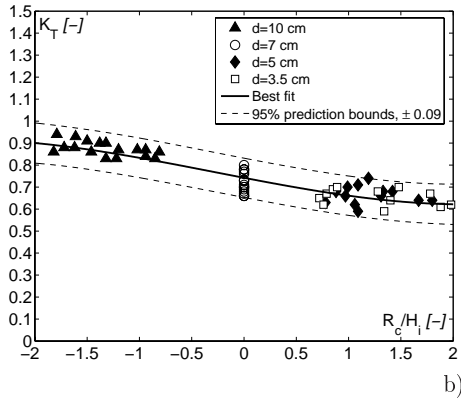 K_T [-]
1.5
1.4
1.3
1.2
1.1
1
0.9
0.8
0.7
0.6
0.5
0.4
0.3
0.2
0.1
0
d=10 cm
d=7 cm
d=5 cm
d=3.5 cm
Best fit
95% prediction bounds, ± 0.09
R_c/H_i [-]
-2 -1.5 -1 -0.5 0 0.5 1 1.5 2
b)